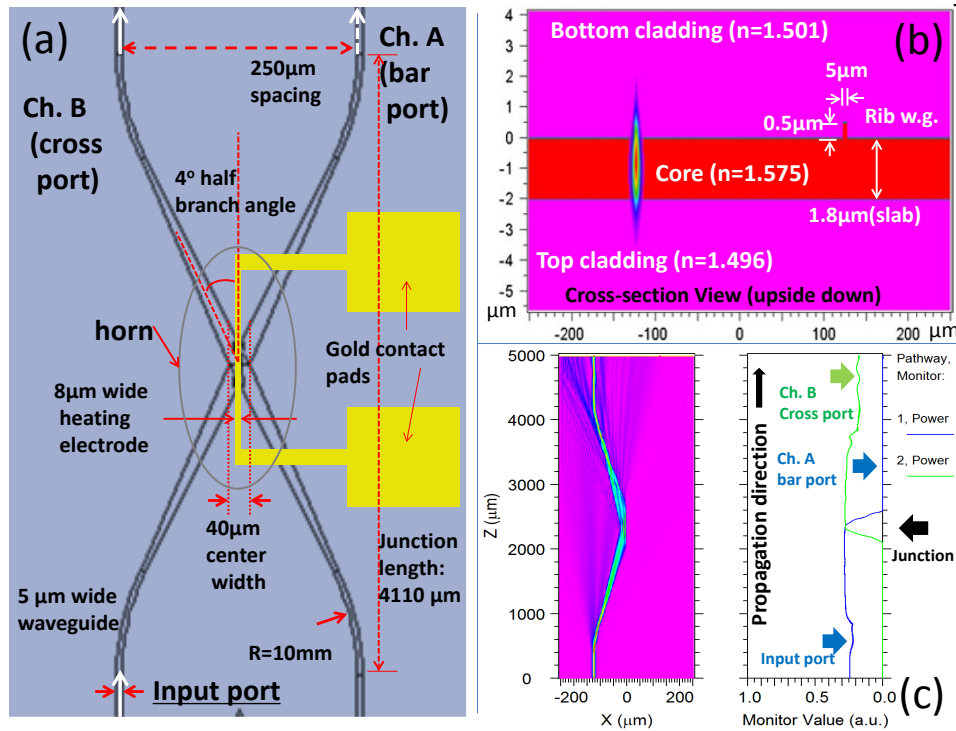 (a)
Ch. A
(bar
port)
250µm
spacing
Ch. B
(cross
port)
4o half
branch angle
horn
Gold contact
pads
8µm wide
heating
electrode
40µm
center
width
Junction
length:
4110 µm
5 µm wide
waveguide
R=10mm
Input port
(b)
Bottom cladding (n=1.501)
5µm
0.5µm
Rib w.g.
Core (n=1.575)
1.8µm(slab)
Top cladding (n=1.496)
Cross-section View (upside down)
4
3
2
1
0
-1
-2
-3
-4
-5
µm
-200
-100
0
100
200
µm
5000
4000
3000
2000
1000
0
Z (µm)
-250
0
250
X (µm)
Propagation direction
Ch. B
Cross port
Ch. A
bar port
Junction
Input port
Pathway,
Monitor:
1, Power
2, Power
1.0
0.5
0.0
Monitor Value (a.u.)
(c)